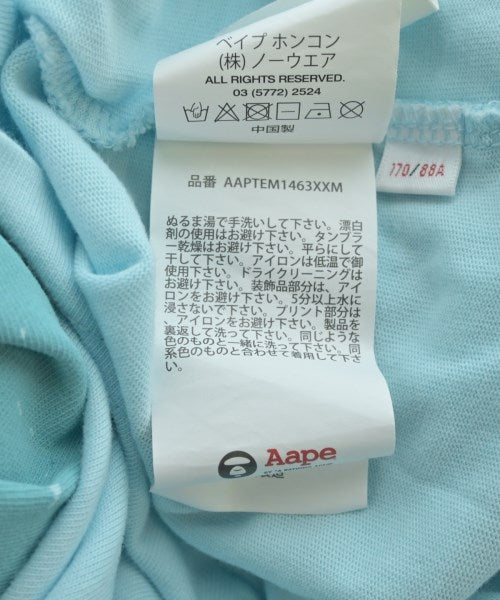 ベイプ ホンコン
(株) ノーウエア
ALL RIGHTS RESERVED.
03 (5772) 2524
中国製
170/88A
品番 AAPTEM1463XXM
ぬるま湯で手洗いして下さい。漂白
剤の使用はお避け下さい。タンブラ
ー乾燥はお避け下さい。平らにして
干して下さい。アイロンは低温で御
使用下さい。ドライクリーニングは
お避け下さい。装飾品部分は、アイ
ロンをお避け下さい。5分以上水に
浸さないで下さい。プリント部分は
、アイロンをお避け下さい。製品を
裏返して洗って下さい。同じような
色のものと一緒に洗って下さい。同
系色のものと合わせて着用して下さ
い。
Aape